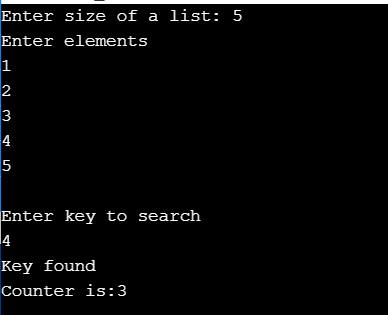 Enter size of a list: 5
Enter elements
1
2
3
4
5
Enter key to search
4
Key found
Counter is:3